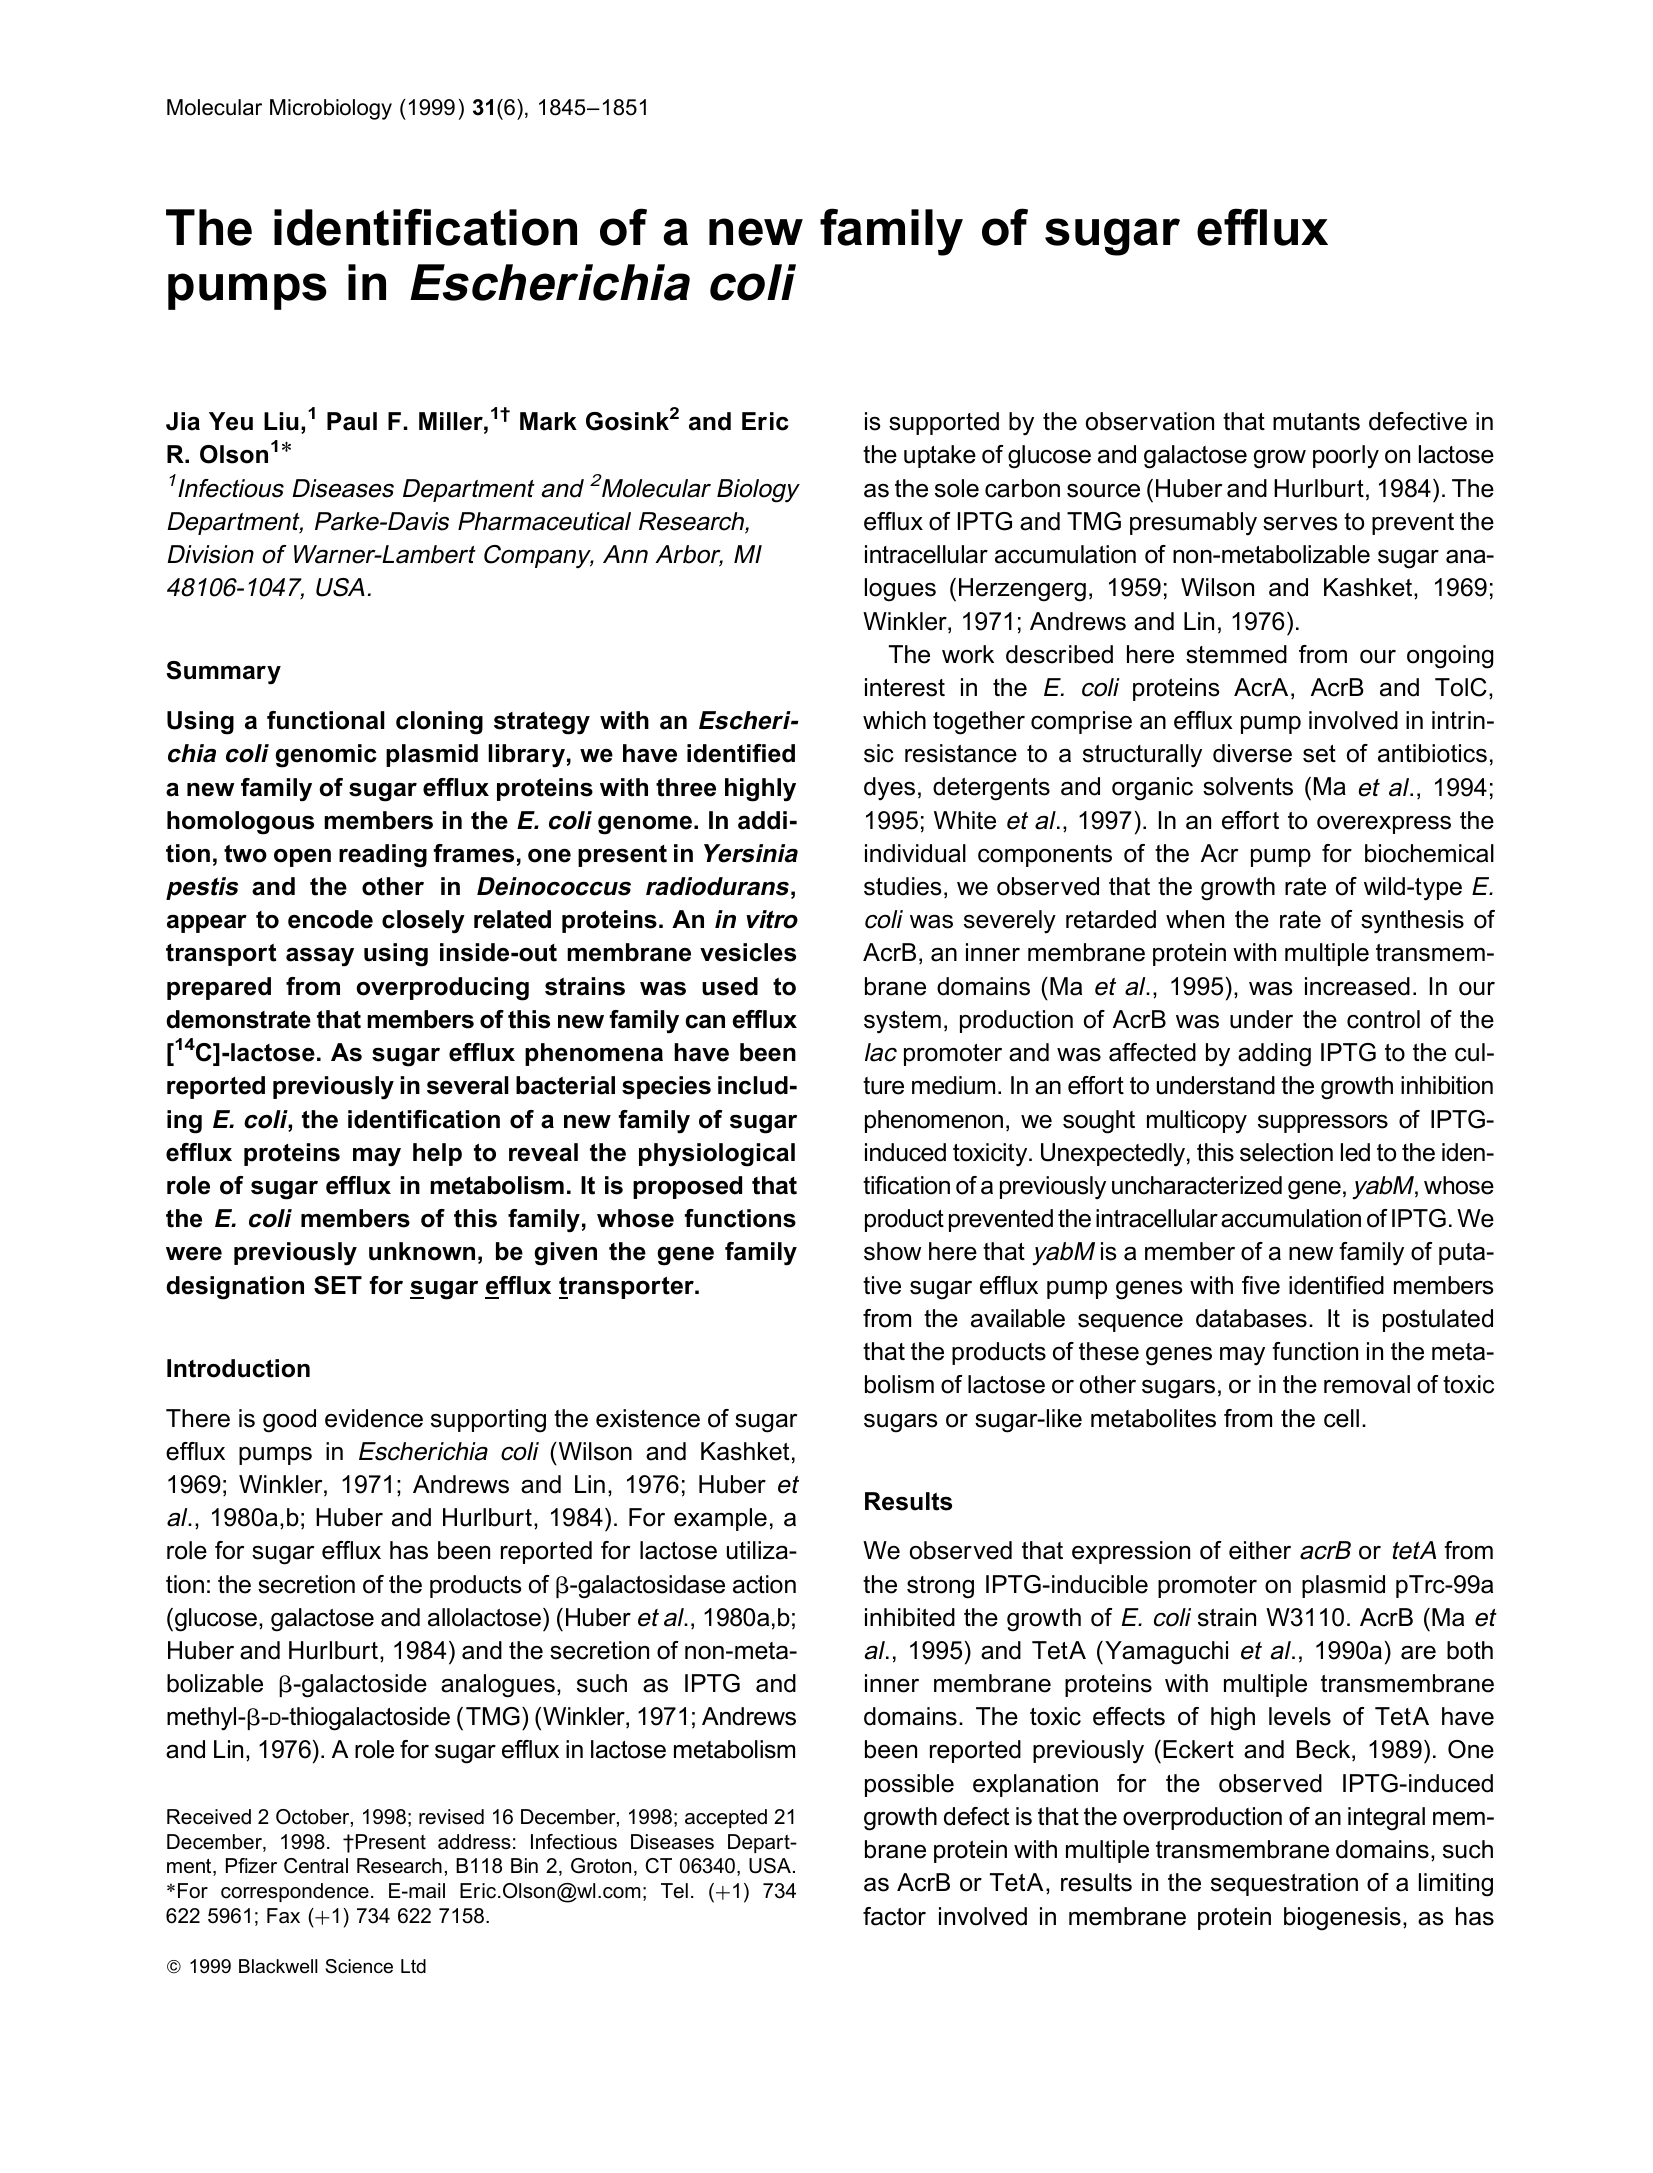 Molecular Microbiology (1999) 31(6), 1845–1851
The identification of a new family of sugar efflux
pumps in Escherichia coli
Jia Yeu Liu,1 Paul F. Miller,1† Mark Gosink2 and Eric
R. Olson1*
1Infectious Diseases Department and 2Molecular Biology
Department, Parke-Davis Pharmaceutical Research,
Division of Warner-Lambert Company, Ann Arbor, MI
48106-1047, USA.
Summary
Using a functional cloning strategy with an Escheri-
chia coli genomic plasmid library, we have identified
a new family of sugar efflux proteins with three highly
homologous members in the E. coli genome. In addi-
tion, two open reading frames, one present in Yersinia
pestis and the other in Deinococcus radiodurans,
appear to encode closely related proteins. An in vitro
transport assay using inside-out membrane vesicles
prepared from overproducing strains was used to
demonstrate that members of this new family can efflux
[14C]-lactose. As sugar efflux phenomena have been
reported previously in several bacterial species includ-
ing E. coli, the identification of a new family of sugar
efflux proteins may help to reveal the physiological
role of sugar efflux in metabolism. It is proposed that
the E. coli members of this family, whose functions
were previously unknown, be given the gene family
designation SET for sugar efflux transporter.
Introduction
There is good evidence supporting the existence of sugar
efflux pumps in Escherichia coli (Wilson and Kashket,
1969; Winkler, 1971; Andrews and Lin, 1976; Huber et
al., 1980a,b; Huber and Hurlburt, 1984). For example, a
role for sugar efflux has been reported for lactose utiliza-
tion: the secretion of the products of β-galactosidase action
(glucose, galactose and allolactose) (Huber et al., 1980a,b;
Huber and Hurlburt, 1984) and the secretion of non-meta-
bolizable β-galactoside analogues, such as IPTG and
methyl-β-D-thiogalactoside (TMG) (Winkler, 1971; Andrews
and Lin, 1976). A role for sugar efflux in lactose metabolism
Received 2 October, 1998; revised 16 December, 1998; accepted 21
December, 1998. †Present address: Infectious Diseases Depart-
ment, Pfizer Central Research, B118 Bin 2, Groton, CT 06340, USA.
*For correspondence. E-mail Eric.Olson@wl.com; Tel. (+1) 734
622 5961; Fax (+1) 734 622 7158.
© 1999 Blackwell Science Ltd
is supported by the observation that mutants defective in
the uptake of glucose and galactose grow poorly on lactose
as the sole carbon source (Huber and Hurlburt, 1984). The
efflux of IPTG and TMG presumably serves to prevent the
intracellular accumulation of non-metabolizable sugar ana-
logues (Herzengerg, 1959; Wilson and Kashket, 1969;
Winkler, 1971; Andrews and Lin, 1976).
The work described here stemmed from our ongoing
interest in the E. coli proteins AcrA, AcrB and TolC,
which together comprise an efflux pump involved in intrin-
sic resistance to a structurally diverse set of antibiotics,
dyes, detergents and organic solvents (Ma et al., 1994;
1995; White et al., 1997). In an effort to overexpress the
individual components of the Acr pump for biochemical
studies, we observed that the growth rate of wild-type E.
coli was severely retarded when the rate of synthesis of
AcrB, an inner membrane protein with multiple transmem-
brane domains (Ma et al., 1995), was increased. In our
system, production of AcrB was under the control of the
lac promoter and was affected by adding IPTG to the cul-
ture medium. In an effort to understand the growth inhibition
phenomenon, we sought multicopy suppressors of IPTG-
induced toxicity. Unexpectedly, this selection led to the iden-
tification of a previously uncharacterized gene, yabM, whose
product prevented the intracellular accumulation of IPTG. We
show here that yabM is a member of a new family of puta-
tive sugar efflux pump genes with five identified members
from the available sequence databases. It is postulated
that the products of these genes may function in the meta-
bolism of lactose or other sugars, or in the removal of toxic
sugars or sugar-like metabolites from the cell.
Results
We observed that expression of either acrB or tetA from
the strong IPTG-inducible promoter on plasmid pTrc-99a
inhibited the growth of E. coli strain W3110. AcrB (Ma et
al., 1995) and TetA (Yamaguchi et al., 1990a) are both
inner membrane proteins with multiple transmembrane
domains. The toxic effects of high levels of TetA have
been reported previously (Eckert and Beck, 1989). One
possible explanation for the observed IPTG-induced
growth defect is that the overproduction of an integral mem-
brane protein with multiple transmembrane domains, such
as AcrB or TetA, results in the sequestration of a limiting
factor involved in membrane protein biogenesis, as has